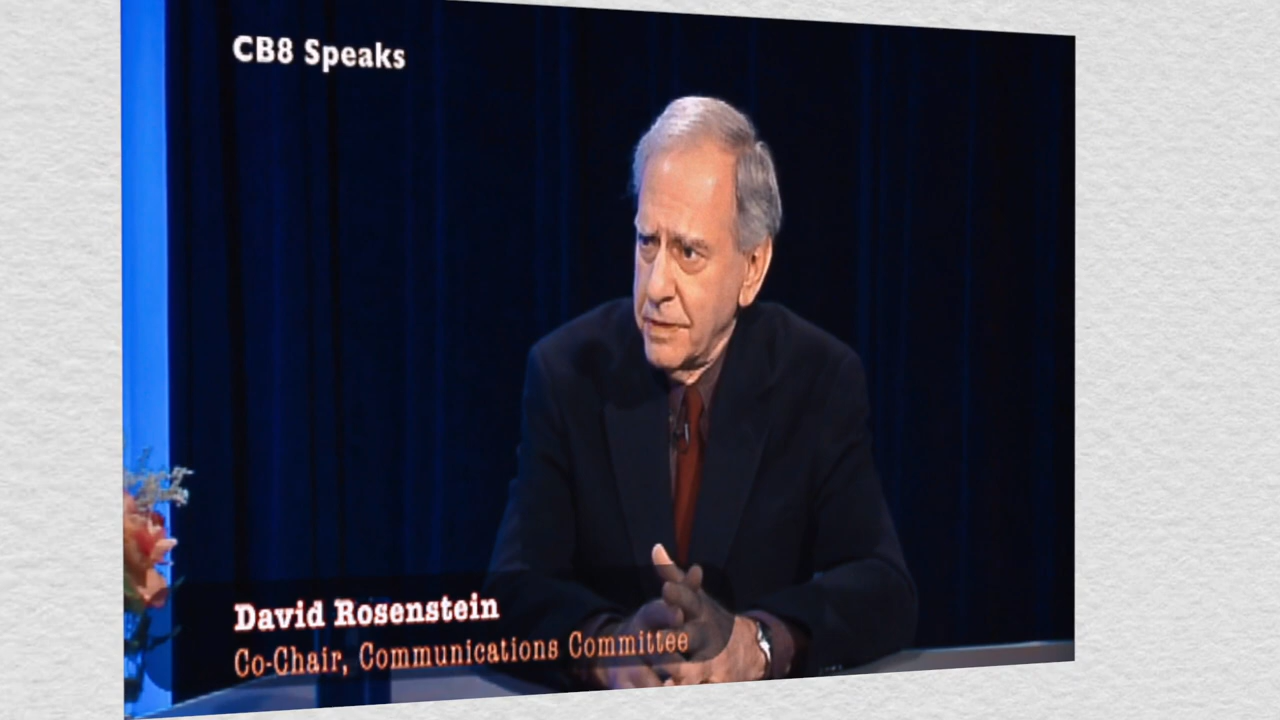 CB8 Speaks
David Rosenstein
Co-Chair, Communications Committee